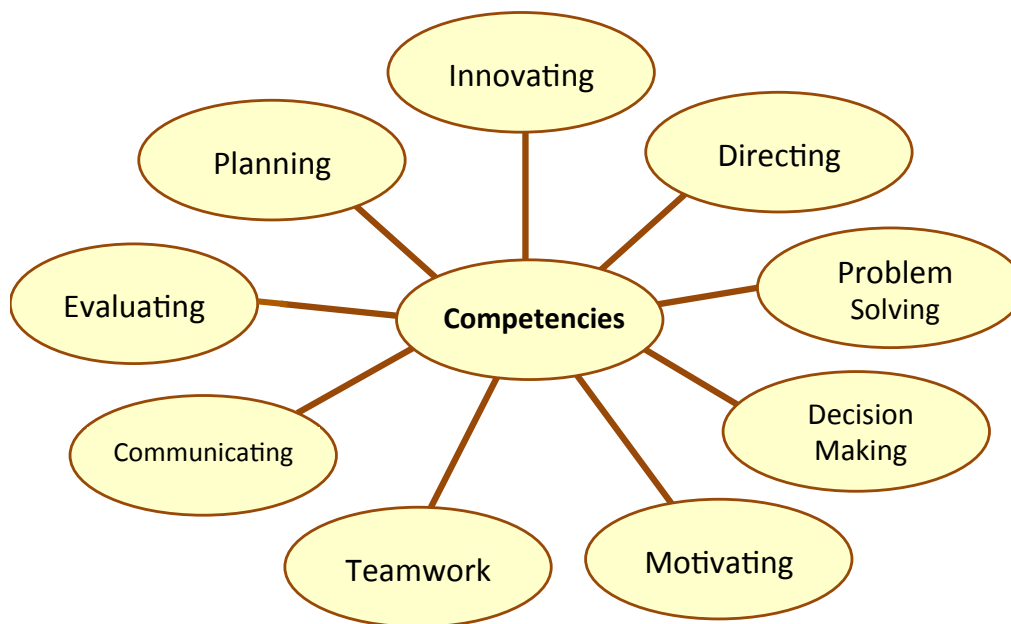 Innovating
Planning
Directing
Problem
Solving
Evaluating
Competencies
Decision
Making
Communicating
Motivating
Teamwork